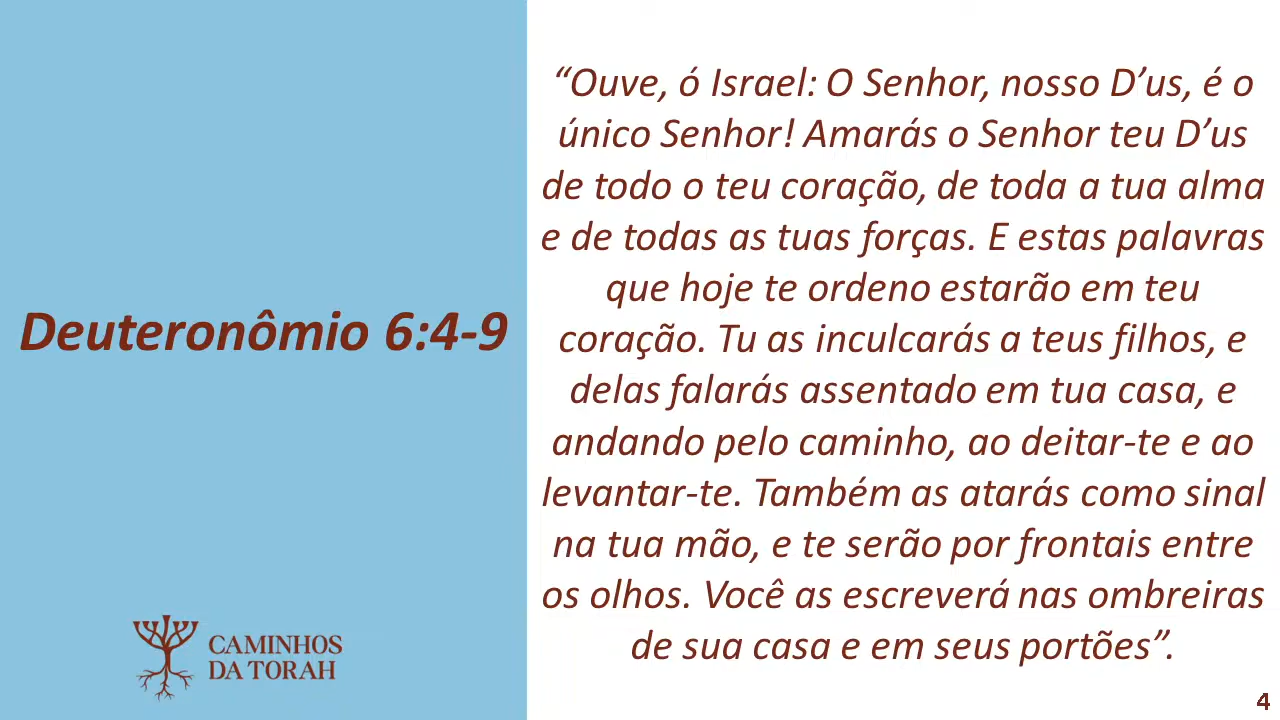 Deuteronômio 6:4-9
CAMINHOS
DA TORAH
“Ouve, ó Israel: O Senhor, nosso D’us, é o
único Senhor! Amarás o Senhor teu D’us
de todo o teu coração, de toda a tua alma
e de todas as tuas forças. E estas palavras
que hoje te ordeno estarão em teu
coração. Tu as inculcarás a teus filhos, e
delas falarás assentado em tua casa, e
andando pelo caminho, ao deitar-te e ao
levantar-te. Também as atarás como sinal
na tua mão, e te serão por frontais entre
os olhos. Você as escreverá nas ombreiras
de sua casa e em seus portões”.
4